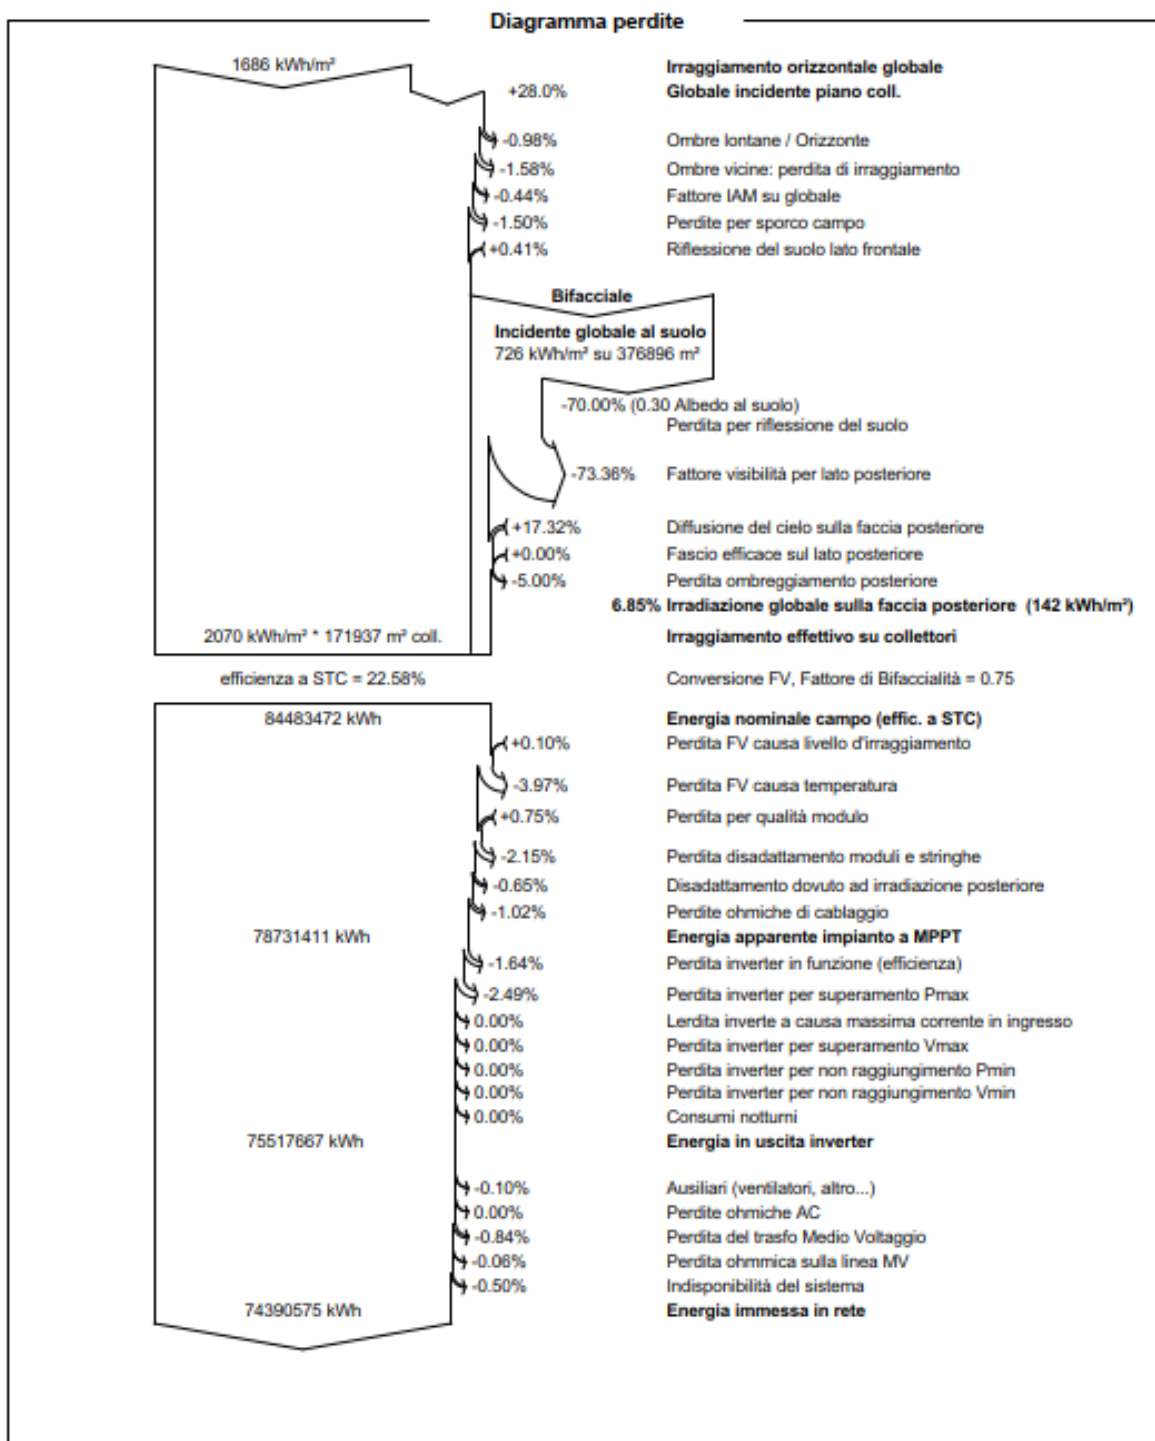 Diagramma perdite
1686 kWh/m² Irraggiamento orizzontale globale
+28.0% Globale incidente piano coll.
-0.98% Ombre lontane / Orizzonte
-1.58% Ombre vicine: perdita di irraggiamento
-0.44% Fattore IAM su globale
-1.50% Perdite per sporco campo
+0.41% Riflessione del suolo lato frontale
Bifacciale
Incidente globale al suolo
726 kWh/m² su 376896 m²
-70.00% (0.30 Albedo al suolo)
Perdita per riflessione del suolo
-73.36% Fattore visibilità per lato posteriore
+17.32% Diffusione del cielo sulla faccia posteriore
+0.00% Fascio efficace sul lato posteriore
-5.00% Perdita ombreggiamento posteriore
6.85% Irradiazione globale sulla faccia posteriore (142 kWh/m²)
2070 kWh/m² * 171937 m² coll. Irraggiamento effettivo su collettori
efficienza a STC = 22.58% Conversione FV, Fattore di Bifaccialità = 0.75
84483472 kWh Energia nominale campo (effic. a STC)
+0.10% Perdita FV causa livello d'irraggiamento
-3.97% Perdita FV causa temperatura
+0.75% Perdita per qualità modulo
-2.15% Perdita disadattamento moduli e stringhe
-0.65% Disadattamento dovuto ad irradiazione posteriore
-1.02% Perdite ohmiche di cablaggio
78731411 kWh Energia apparente impianto a MPPT
-1.64% Perdita inverter in funzione (efficienza)
-2.49% Perdita inverter per superamento Pmax
0.00% Lerdita inverte a causa massima corrente in ingresso
0.00% Perdita inverter per superamento Vmax
0.00% Perdita inverter per non raggiungimento Pmin
0.00% Perdita inverter per non raggiungimento Vmin
0.00% Consumi notturni
75517667 kWh Energia in uscita inverter
-0.10% Ausiliari (ventilatori, altro...)
0.00% Perdite ohmiche AC
-0.84% Perdita del trasfo Medio Voltaggio
-0.06% Perdita ohmmica sulla linea MV
-0.50% Indisponibilità del sistema
74390575 kWh Energia immessa in rete